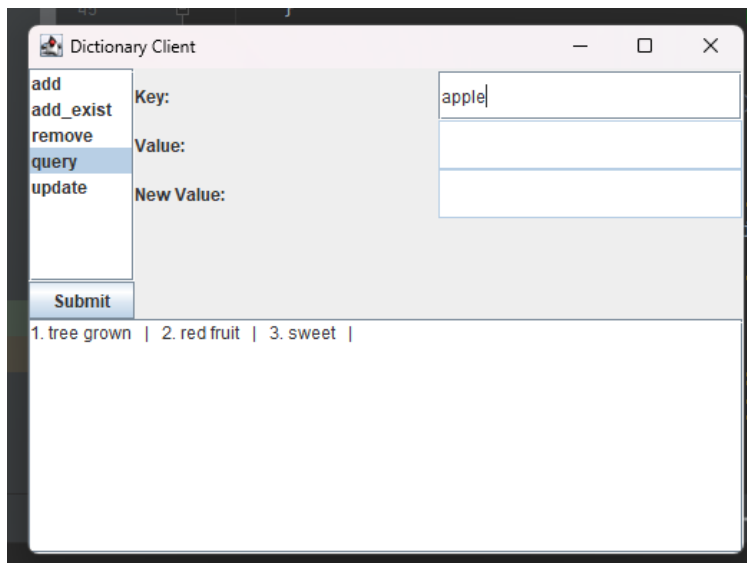 45
Dictionary Client
add
add_exist
remove
query
update
Key:
apple
Value:
New Value:
Submit
1. tree grown | 2. red fruit | 3. sweet |